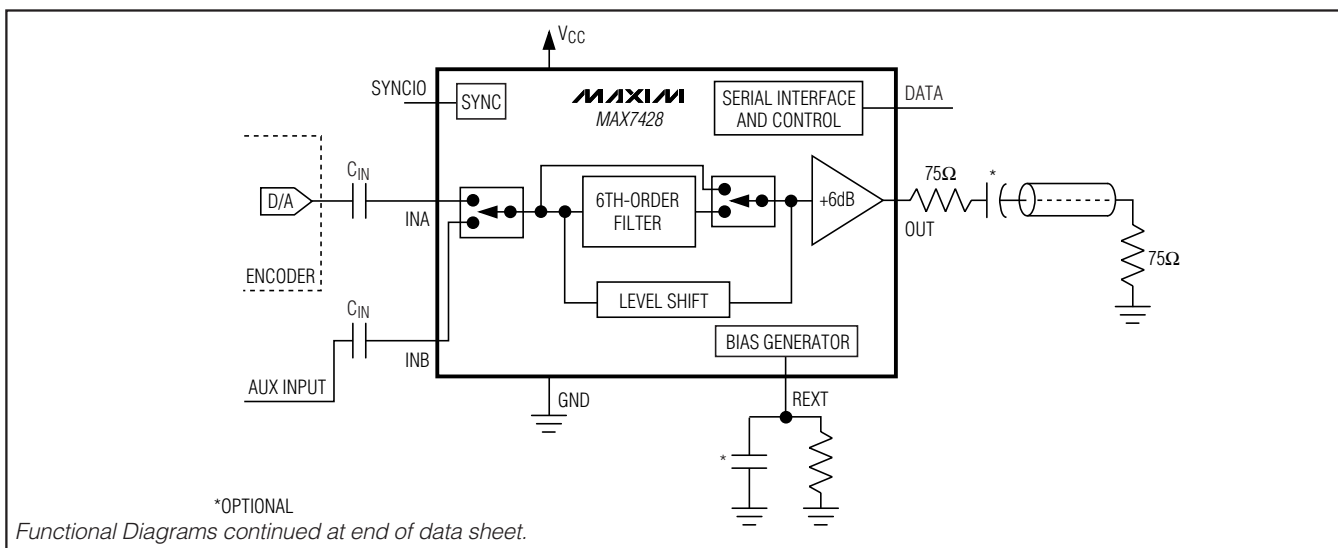 VCC
SYNCIO
SYNC
MAXIM
MAX7428
SERIAL INTERFACE
AND CONTROL
DATA
D/A
CIN
INA
ENCODER
6TH-ORDER
FILTER
+6dB
75Ω
*
OUT
75Ω
LEVEL SHIFT
CIN
INB
AUX INPUT
BIAS GENERATOR
GND
REXT
*
*OPTIONAL
Functional Diagrams continued at end of data sheet.